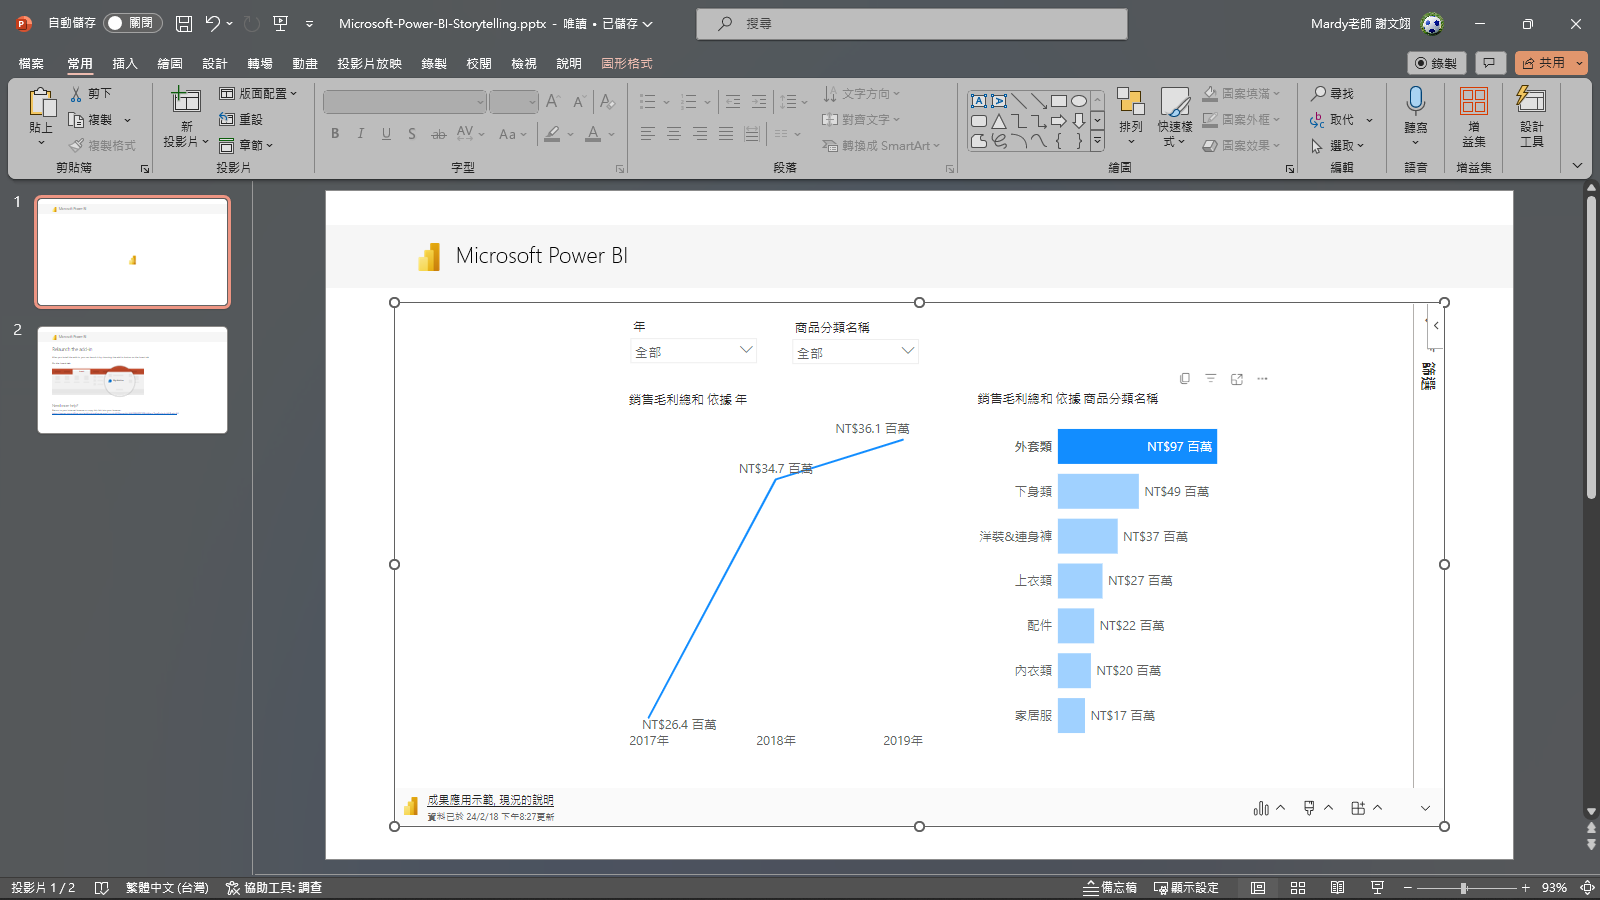 自動儲存 關閉
Microsoft-Power-BI-Storytelling.pptx - 唯讀 • 已儲存
搜尋
Mardy老師 謝文翊
檔案 常用 插入 繪圖 設計 轉場 動畫 投影片放映 錄製 校閱 檢視 說明 圖形格式
錄製 共用
貼上
剪下
複製
複製格式
剪貼簿
新
投影片
版面配置
重設
章節
投影片
B I U S ab AV Aa A
字型
文字方向
對齊文字
轉換成 SmartArt
段落
排列
快速樣
式
圖案填滿
圖案外框
圖案效果
繪圖
尋找
取代
選取
編輯
聽寫
語音
增
益集
增益集
設計
工具
1
2
Microsoft Power BI
年
全部
商品分類名稱
全部
篩選
銷售毛利總和 依據 年
NT$36.1 百萬
NT$34.7 百萬
NT$26.4 百萬
2017年 2018年 2019年
銷售毛利總和 依據 商品分類名稱
外套類 NT$97 百萬
下身類 NT$49 百萬
洋裝&連身褲 NT$37 百萬
上衣類 NT$27 百萬
配件 NT$22 百萬
內衣類 NT$20 百萬
家居服 NT$17 百萬
成果應用示範, 現況的說明
資料已於 24/2/18 下午8:27更新
投影片 1 / 2 繁體中文 (台灣) 協助工具: 調查
備忘稿 顯示設定 93%